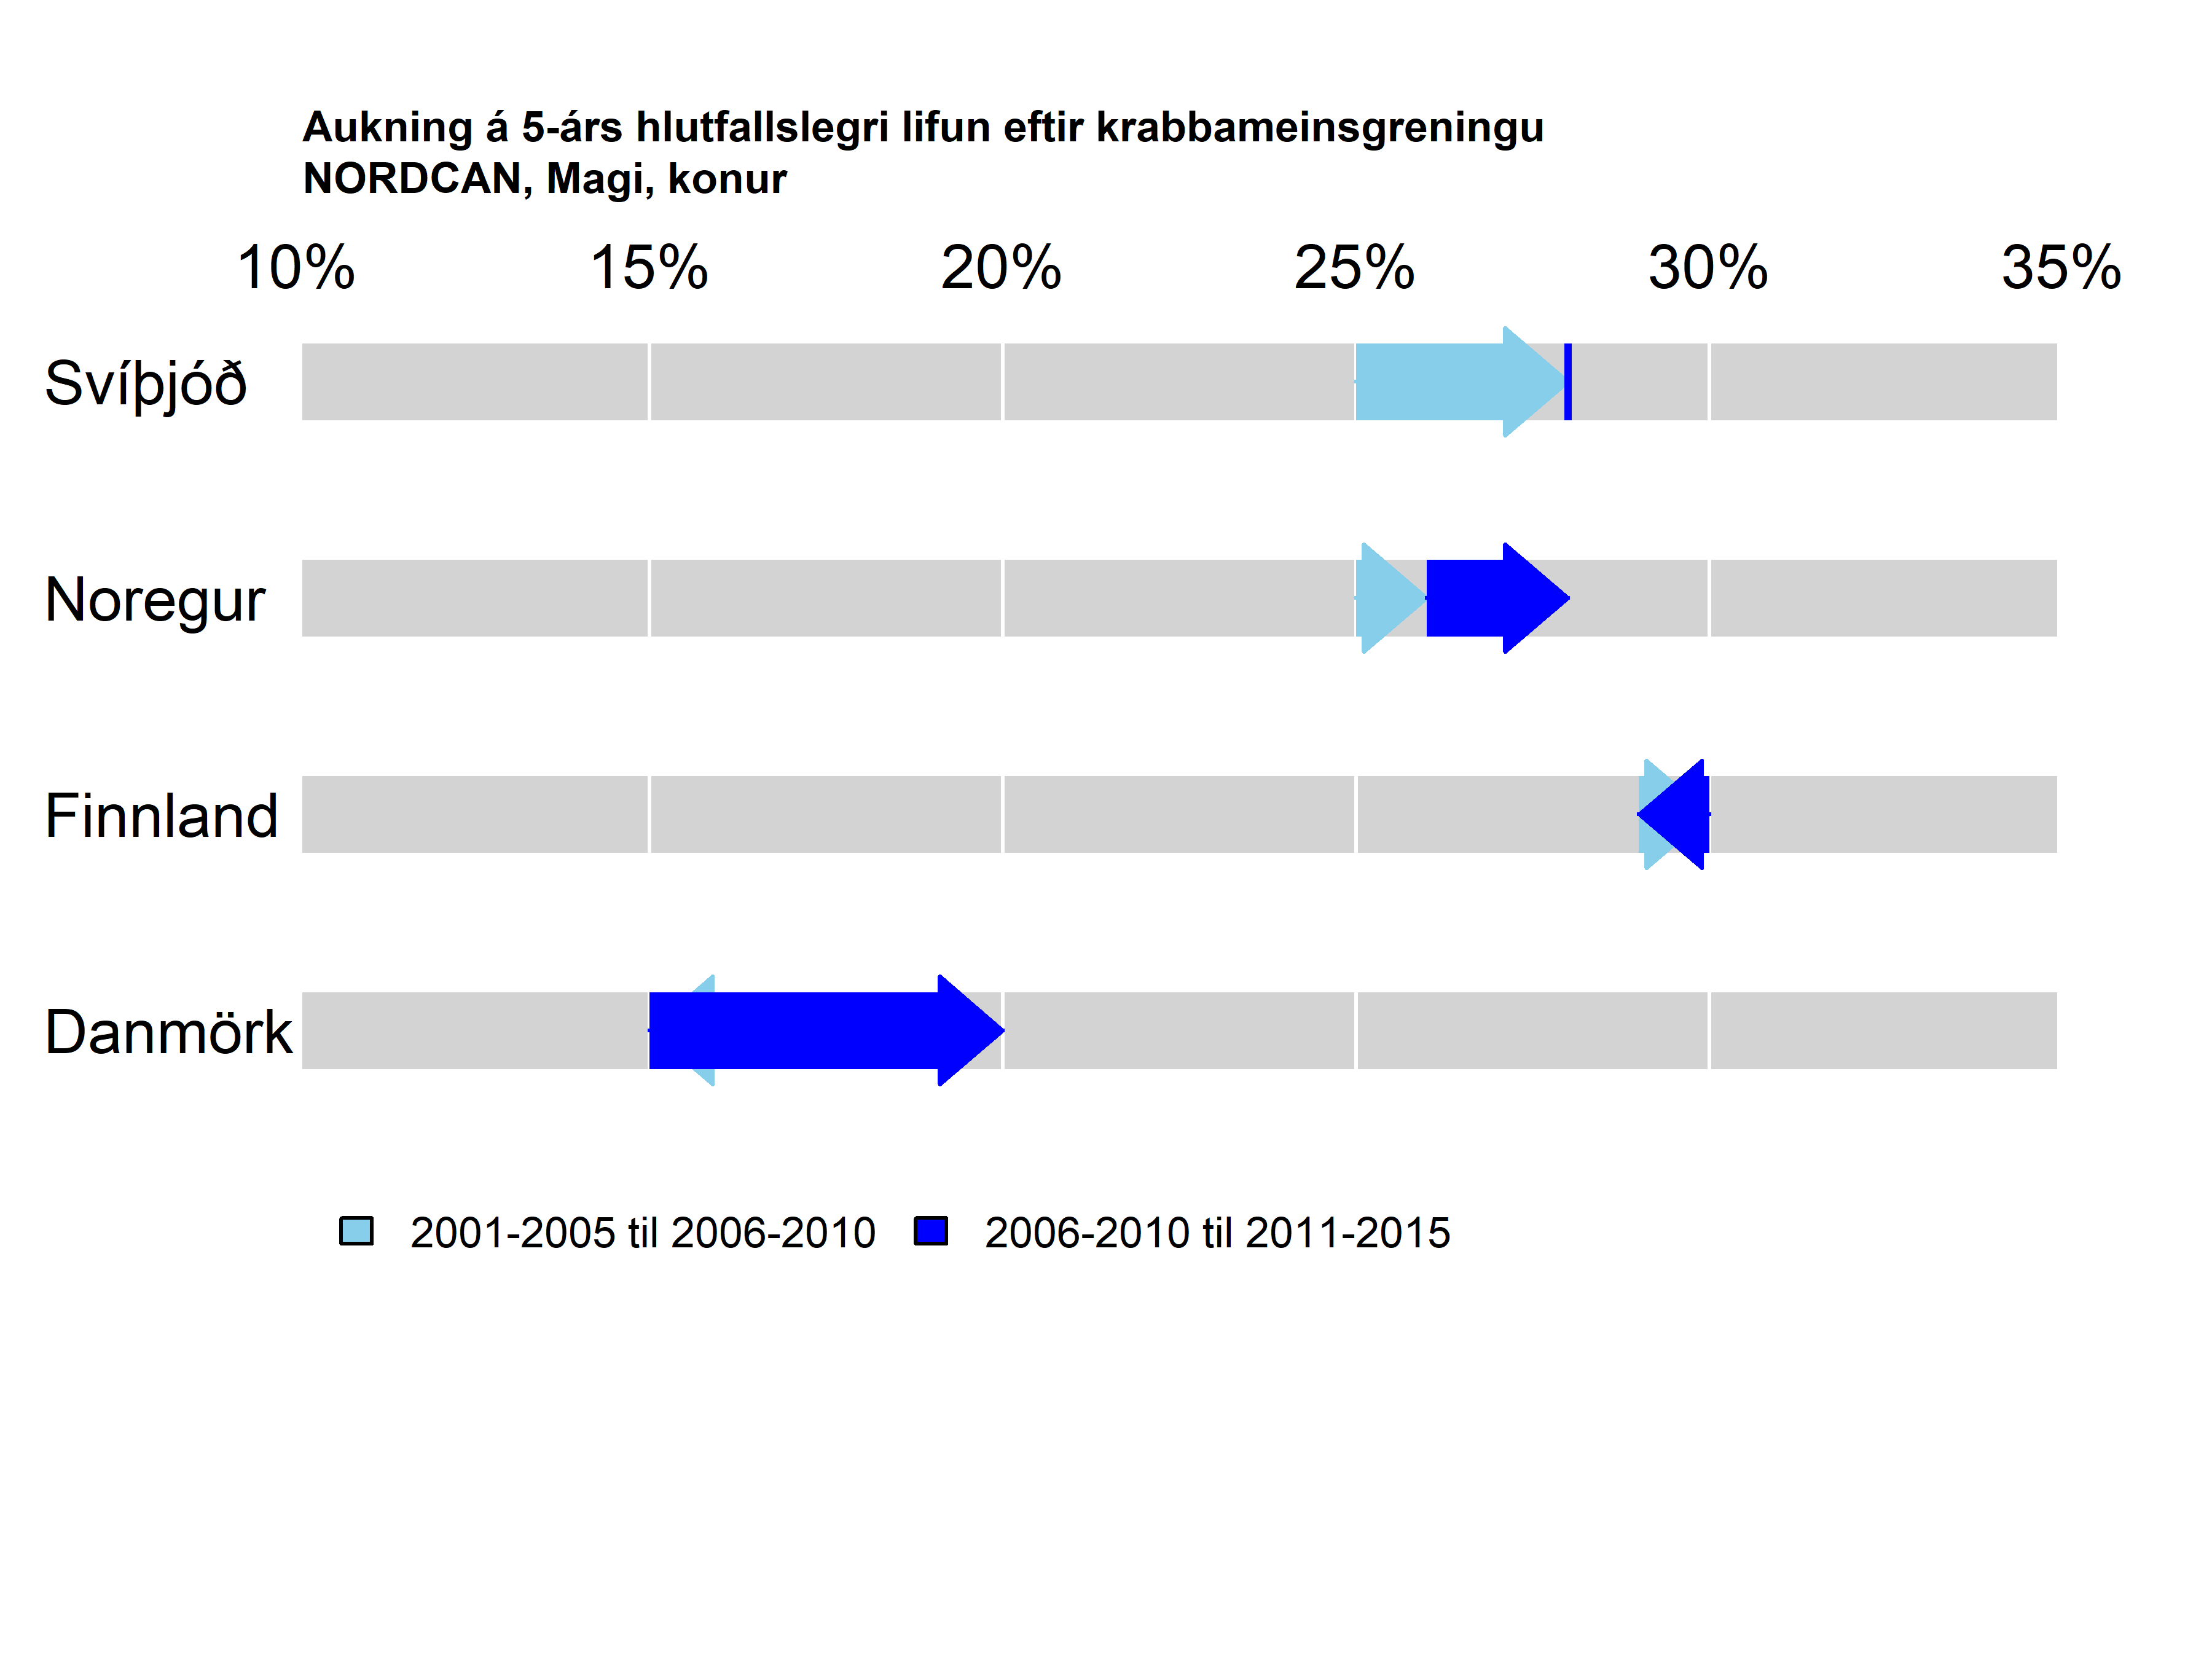 Aukning á 5-árs hlutfallslegri lifun eftir krabbameinsgreningu
NORDCAN, Magi, konur
10% 15% 20% 25% 30% 35%
Svíþjóð
Noregur
Finnland
Danmörk
2001-2005 til 2006-2010 2006-2010 til 2011-2015